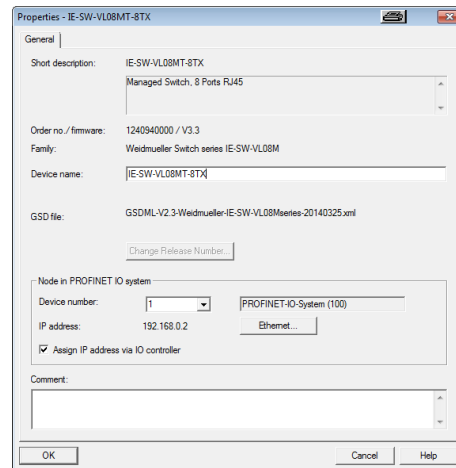 Properties - IE-SW-VL08MT-8TX
General
Short description: IE-SW-VL08MT-8TX
Managed Switch, 8 Ports RJ45
Order no./ firmware: 1240940000 / V3.3
Family: Weidmueller Switch series IE-SW-VL08M
Device name: IE-SW-VL08MT-8TX
GSD file: GSDML-V2.3-Weidmueller-IE-SW-VL08Mseries-20140325.xml
Change Release Number...
Node in PROFINET IO system
Device number: 1 PROFINET-IO-System (100)
IP address: 192.168.0.2 Ethernet...
Assign IP address via IO controller
Comment:
OK Cancel Help